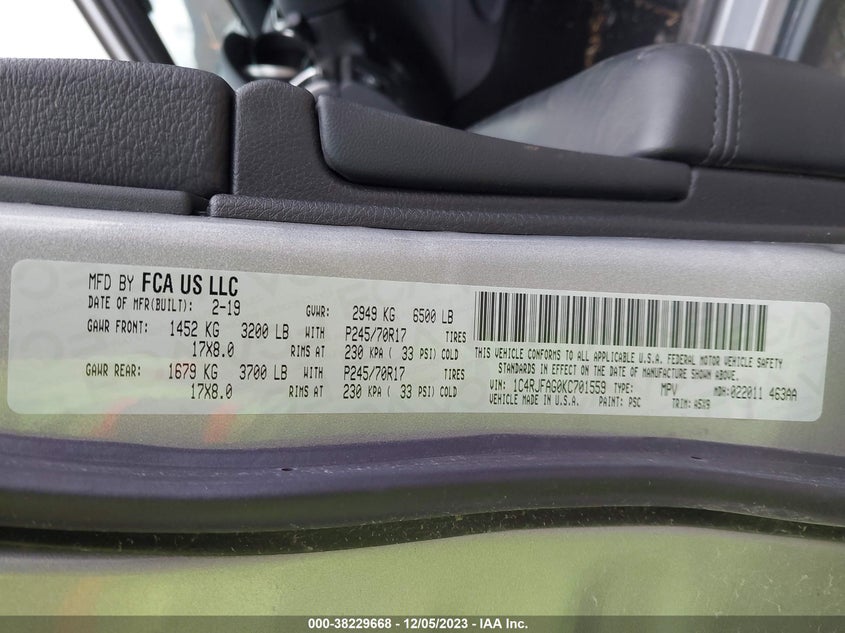 MFD BY FCA US LLC
DATE OF MFR(BUILT): 2-19 GVWR: 2949 KG 6500 LB
GAWR FRONT: 1452 KG 3200 LB WITH P245/70R17 TIRES
17X8.0 RIMS AT 230 KPA ( 33 PSI) COLD
GAWR REAR: 1679 KG 3700 LB WITH P245/70R17 TIRES
17X8.0 RIMS AT 230 KPA ( 33 PSI) COLD
THIS VEHICLE CONFORMS TO ALL APPLICABLE U.S.A. FEDERAL MOTOR VEHICLE SAFETY
STANDARDS IN EFFECT ON THE DATE OF MANUFACTURE SHOWN ABOVE
VIN: 1C4RJFAG0KC701559 TYPE: MPV MDH:022011 463AA
VEHICLE MADE IN U.S.A. PAINT: PSC TRIM: A5X9
000-38229668 - 12/05/2023 - IAA Inc.